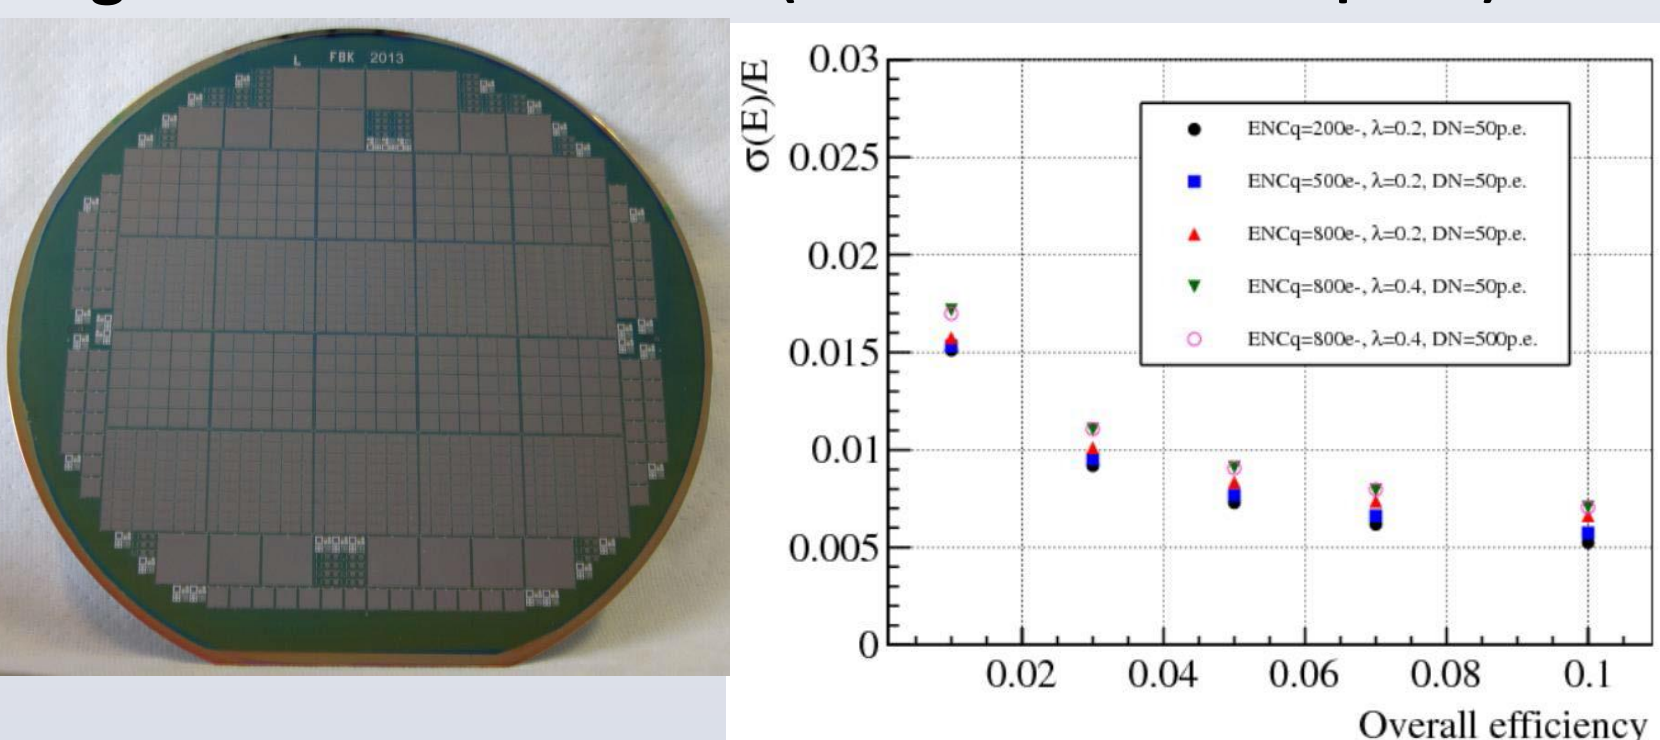 L FBK 2013
σ(E)/E
0.03
0.025
0.02
0.015
0.01
0.005
0
ENCq=200e-, λ=0.2, DN=50p.e.
ENCq=500e-, λ=0.2, DN=50p.e.
ENCq=800e-, λ=0.2, DN=50p.e.
ENCq=800e-, λ=0.4, DN=50p.e.
ENCq=800e-, λ=0.4, DN=500p.e.
0.02 0.04 0.06 0.08 0.1
Overall efficiency